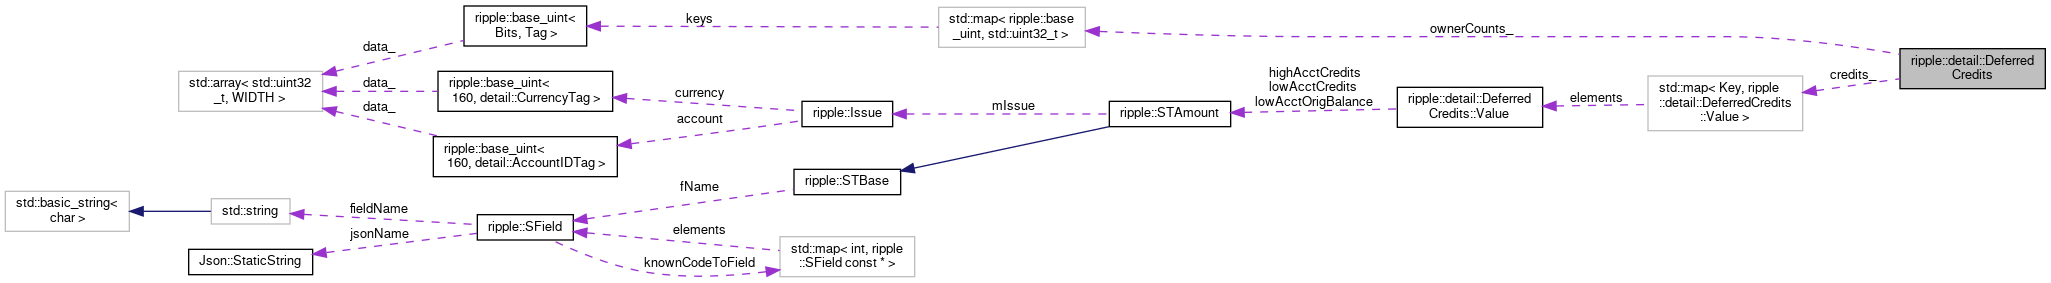 ripple::base_uint<
Bits, Tag >
keys
std::map< ripple::base
_uint, std::uint32_t >
ownerCounts_
ripple::detail::Deferred
Credits
data_
std::array< std::uint32
_t, WIDTH >
data_
ripple::base_uint<
160, detail::CurrencyTag >
currency
data_
ripple::base_uint<
160, detail::AccountIDTag >
account
ripple::Issue
mIssue
ripple::STAmount
highAcctCredits
lowAcctCredits
lowAcctOrigBalance
ripple::detail::Deferred
Credits::Value
elements
std::map< Key, ripple
::detail::DeferredCredits
::Value >
credits_
ripple::STBase
fName
std::basic_string<
char >
std::string
fieldName
jsonName
Json::StaticString
ripple::SField
elements
knownCodeToField
std::map< int, ripple
::SField const * >